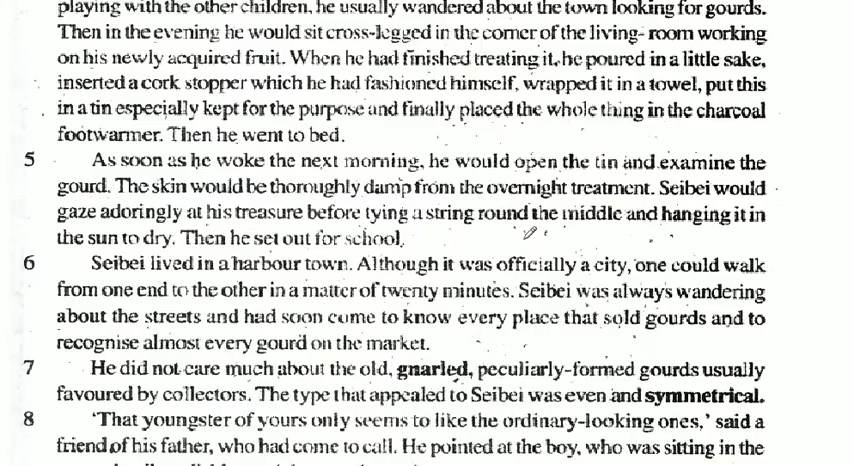 playing with the other children, he usually wandered about the town looking for gourds.
Then in the evening he would sit cross-legged in the corner of the living- room working
on his newly acquired fruit. When he had finished treating it, he poured in a little sake,
inserted a cork stopper which he had fashioned himself, wrapped it in a towel, put this
in a tin especially kept for the purpose and finally placed the whole thing in the charcoal
footwarmer. Then he went to bed.
5 As soon as he woke the next morning, he would open the tin and examine the
gourd. The skin would be thoroughly damp from the overnight treatment. Seibei would
gaze adoringly at his treasure before tying a string round the middle and hanging it in
the sun to dry. Then he set out for school.
6 Seibei lived in a harbour town. Although it was officially a city, one could walk
from one end to the other in a matter of twenty minutes. Seibei was always wandering
about the streets and had soon come to know every place that sold gourds and to
recognise almost every gourd on the market.
7 He did not care much about the old, gnarled, peculiarly-formed gourds usually
favoured by collectors. The type that appealed to Seibei was even and symmetrical.
8 'That youngster of yours only seems to like the ordinary-looking ones,' said a
friend of his father, who had come to call. He pointed at the boy, who was sitting in the